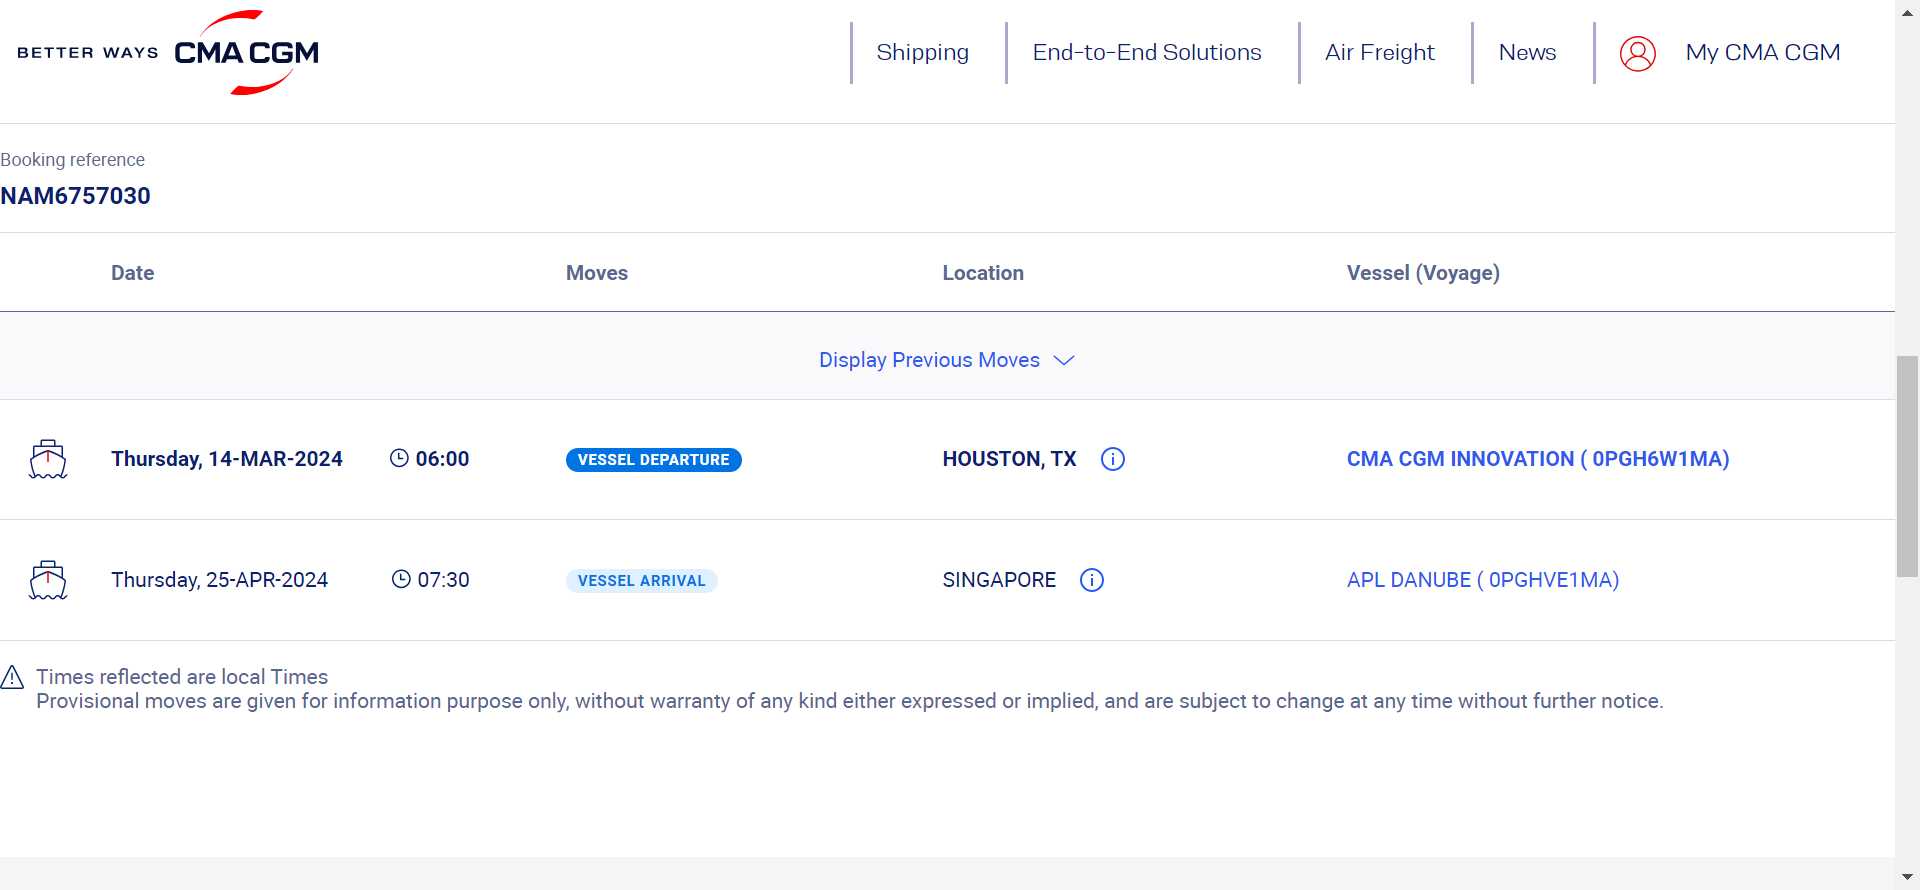 BETTER WAYS CMA CGM Shipping End-to-End Solutions Air Freight News My CMA CGM
Booking reference
NAM6757030
Date Moves Location Vessel (Voyage)
Display Previous Moves
Thursday, 14-MAR-2024 06:00 VESSEL DEPARTURE HOUSTON, TX CMA CGM INNOVATION ( 0PGH6W1MA)
Thursday, 25-APR-2024 07:30 VESSEL ARRIVAL SINGAPORE APL DANUBE ( 0PGHVE1MA)
Times reflected are local Times
Provisional moves are given for information purpose only, without warranty of any kind either expressed or implied, and are subject to change at any time without further notice.